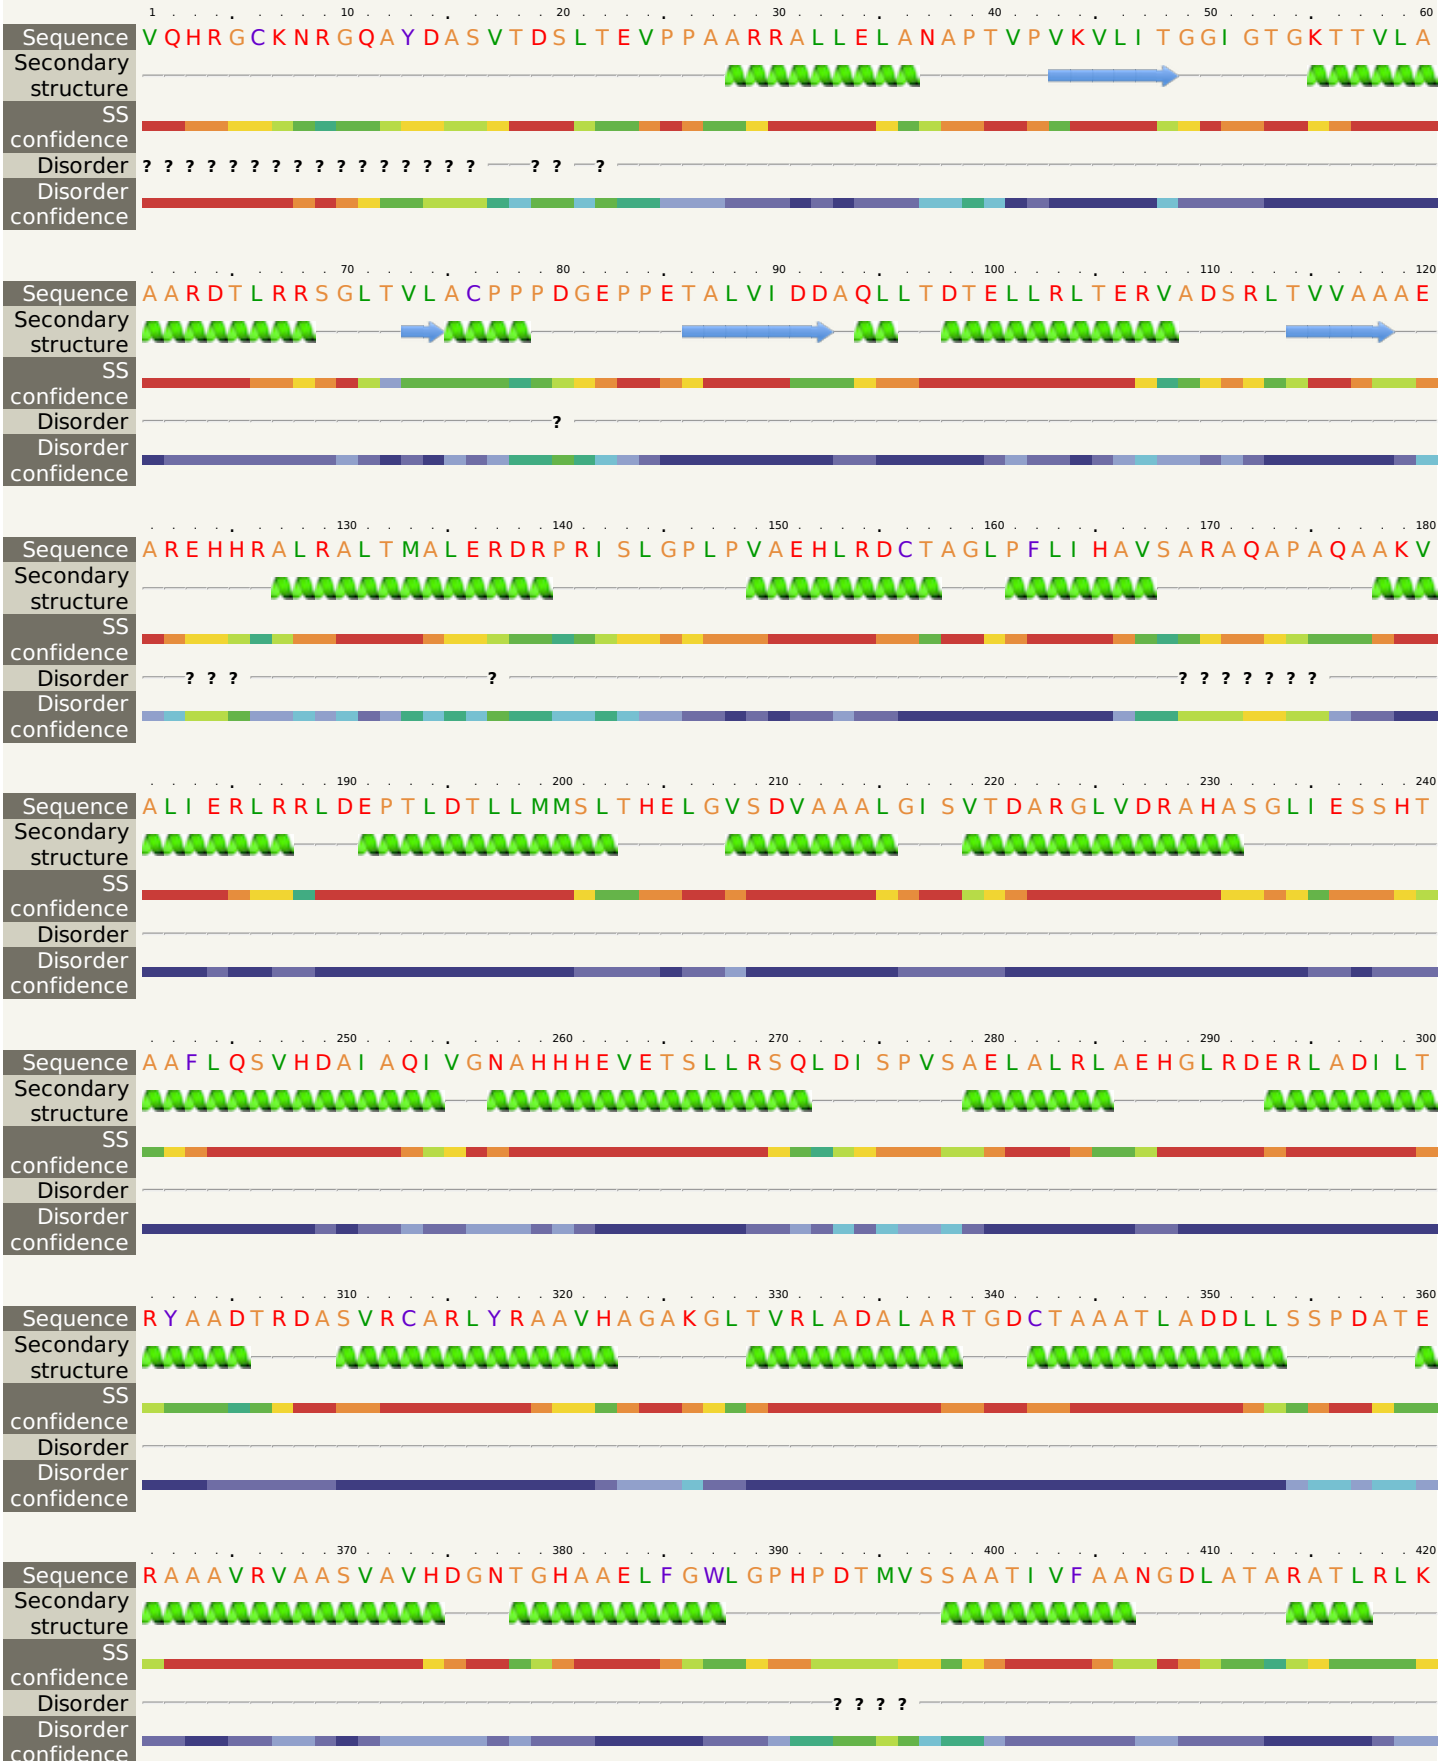 1 10 20 30 40 50 60
Sequence V Q H R G C K N R G Q A Y D A S V T D S L T E V P P A A R R A L L E L A N A P T V P V K V L I T G G I G T G K T T V L A
Secondary
structure
SS
confidence
Disorder ? ? ? ? ? ? ? ? ? ? ? ? ? ? ? ? ? ? ?
Disorder
confidence
70 80 90 100 110 120
Sequence A A R D T L R R S G L T V L A C P P P D G E P P E T A L V I D D A Q L L T D T E L L R L T E R V A D S R L T V V A A A E
Secondary
structure
SS
confidence
Disorder ?
Disorder
confidence
130 140 150 160 170 180
Sequence A R E H H R A L R A L T M A L E R D R P R I S L G P L P V A E H L R D C T A G L P F L I H A V S A R A Q A P A Q A A K V
Secondary
structure
SS
confidence
Disorder ? ? ? ? ? ? ? ? ? ? ?
Disorder
confidence
190 200 210 220 230 240
Sequence A L I E R L R R L D E P T L D T L L M M S L T H E L G V S D V A A A L G I S V T D A R G L V D R A H A S G L I E S S H T
Secondary
structure
SS
confidence
Disorder
Disorder
confidence
250 260 270 280 290 300
Sequence A A F L Q S V H D A I A Q I V G N A H H H E V E T S L L R S Q L D I S P V S A E L A L R L A E H G L R D E R L A D I L T
Secondary
structure
SS
confidence
Disorder
Disorder
confidence
310 320 330 340 350 360
Sequence R Y A A D T R D A S V R C A R L Y R A A V H A G A K G L T V R L A D A L A R T G D C T A A A T L A D D L L S S P D A T E
Secondary
structure
SS
confidence
Disorder
Disorder
confidence
370 380 390 400 410 420
Sequence R A A A V R V A A S V A V H D G N T G H A A E L F G W L G P H P D T M V S S A A T I V F A A N G D L A T A R A T L R L K
Secondary
structure
SS
confidence
Disorder ? ? ? ?
Disorder
confidence